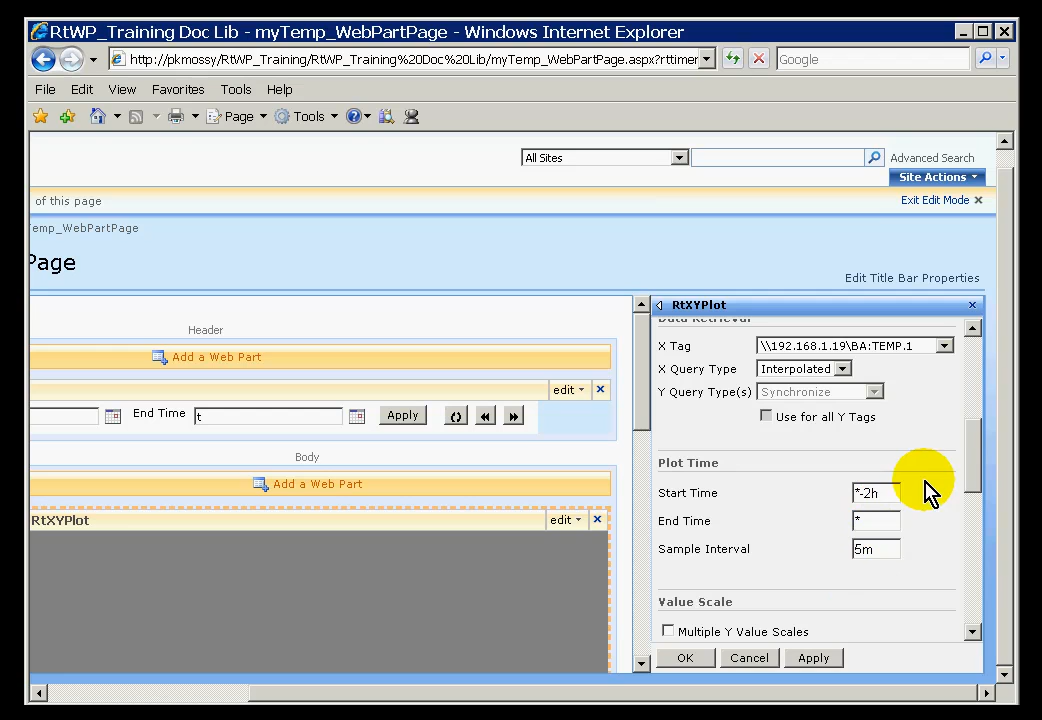 RtWP_Training Doc Lib - myTemp_WebPartPage - Windows Internet Explorer
http://pkmossy/RtWP_Training/RtWP_Training%20Doc%20Lib/myTemp_WebPartPage.aspx?rttimer
Google
File Edit View Favorites Tools Help
Page Tools
All Sites
Advanced Search
Site Actions
of this page
Exit Edit Mode
Temp_WebPartPage
Page
Edit Title Bar Properties
Header
Add a Web Part
edit
End Time t Apply
Body
Add a Web Part
RtXYPlot edit
RtXYPlot
Data Retrieval
X Tag \\192.168.1.19\BA:TEMP.1
X Query Type Interpolated
Y Query Type(s) Synchronize
Use for all Y Tags
Plot Time
Start Time *-2h
End Time *
Sample Interval 5m
Value Scale
Multiple Y Value Scales
OK Cancel Apply